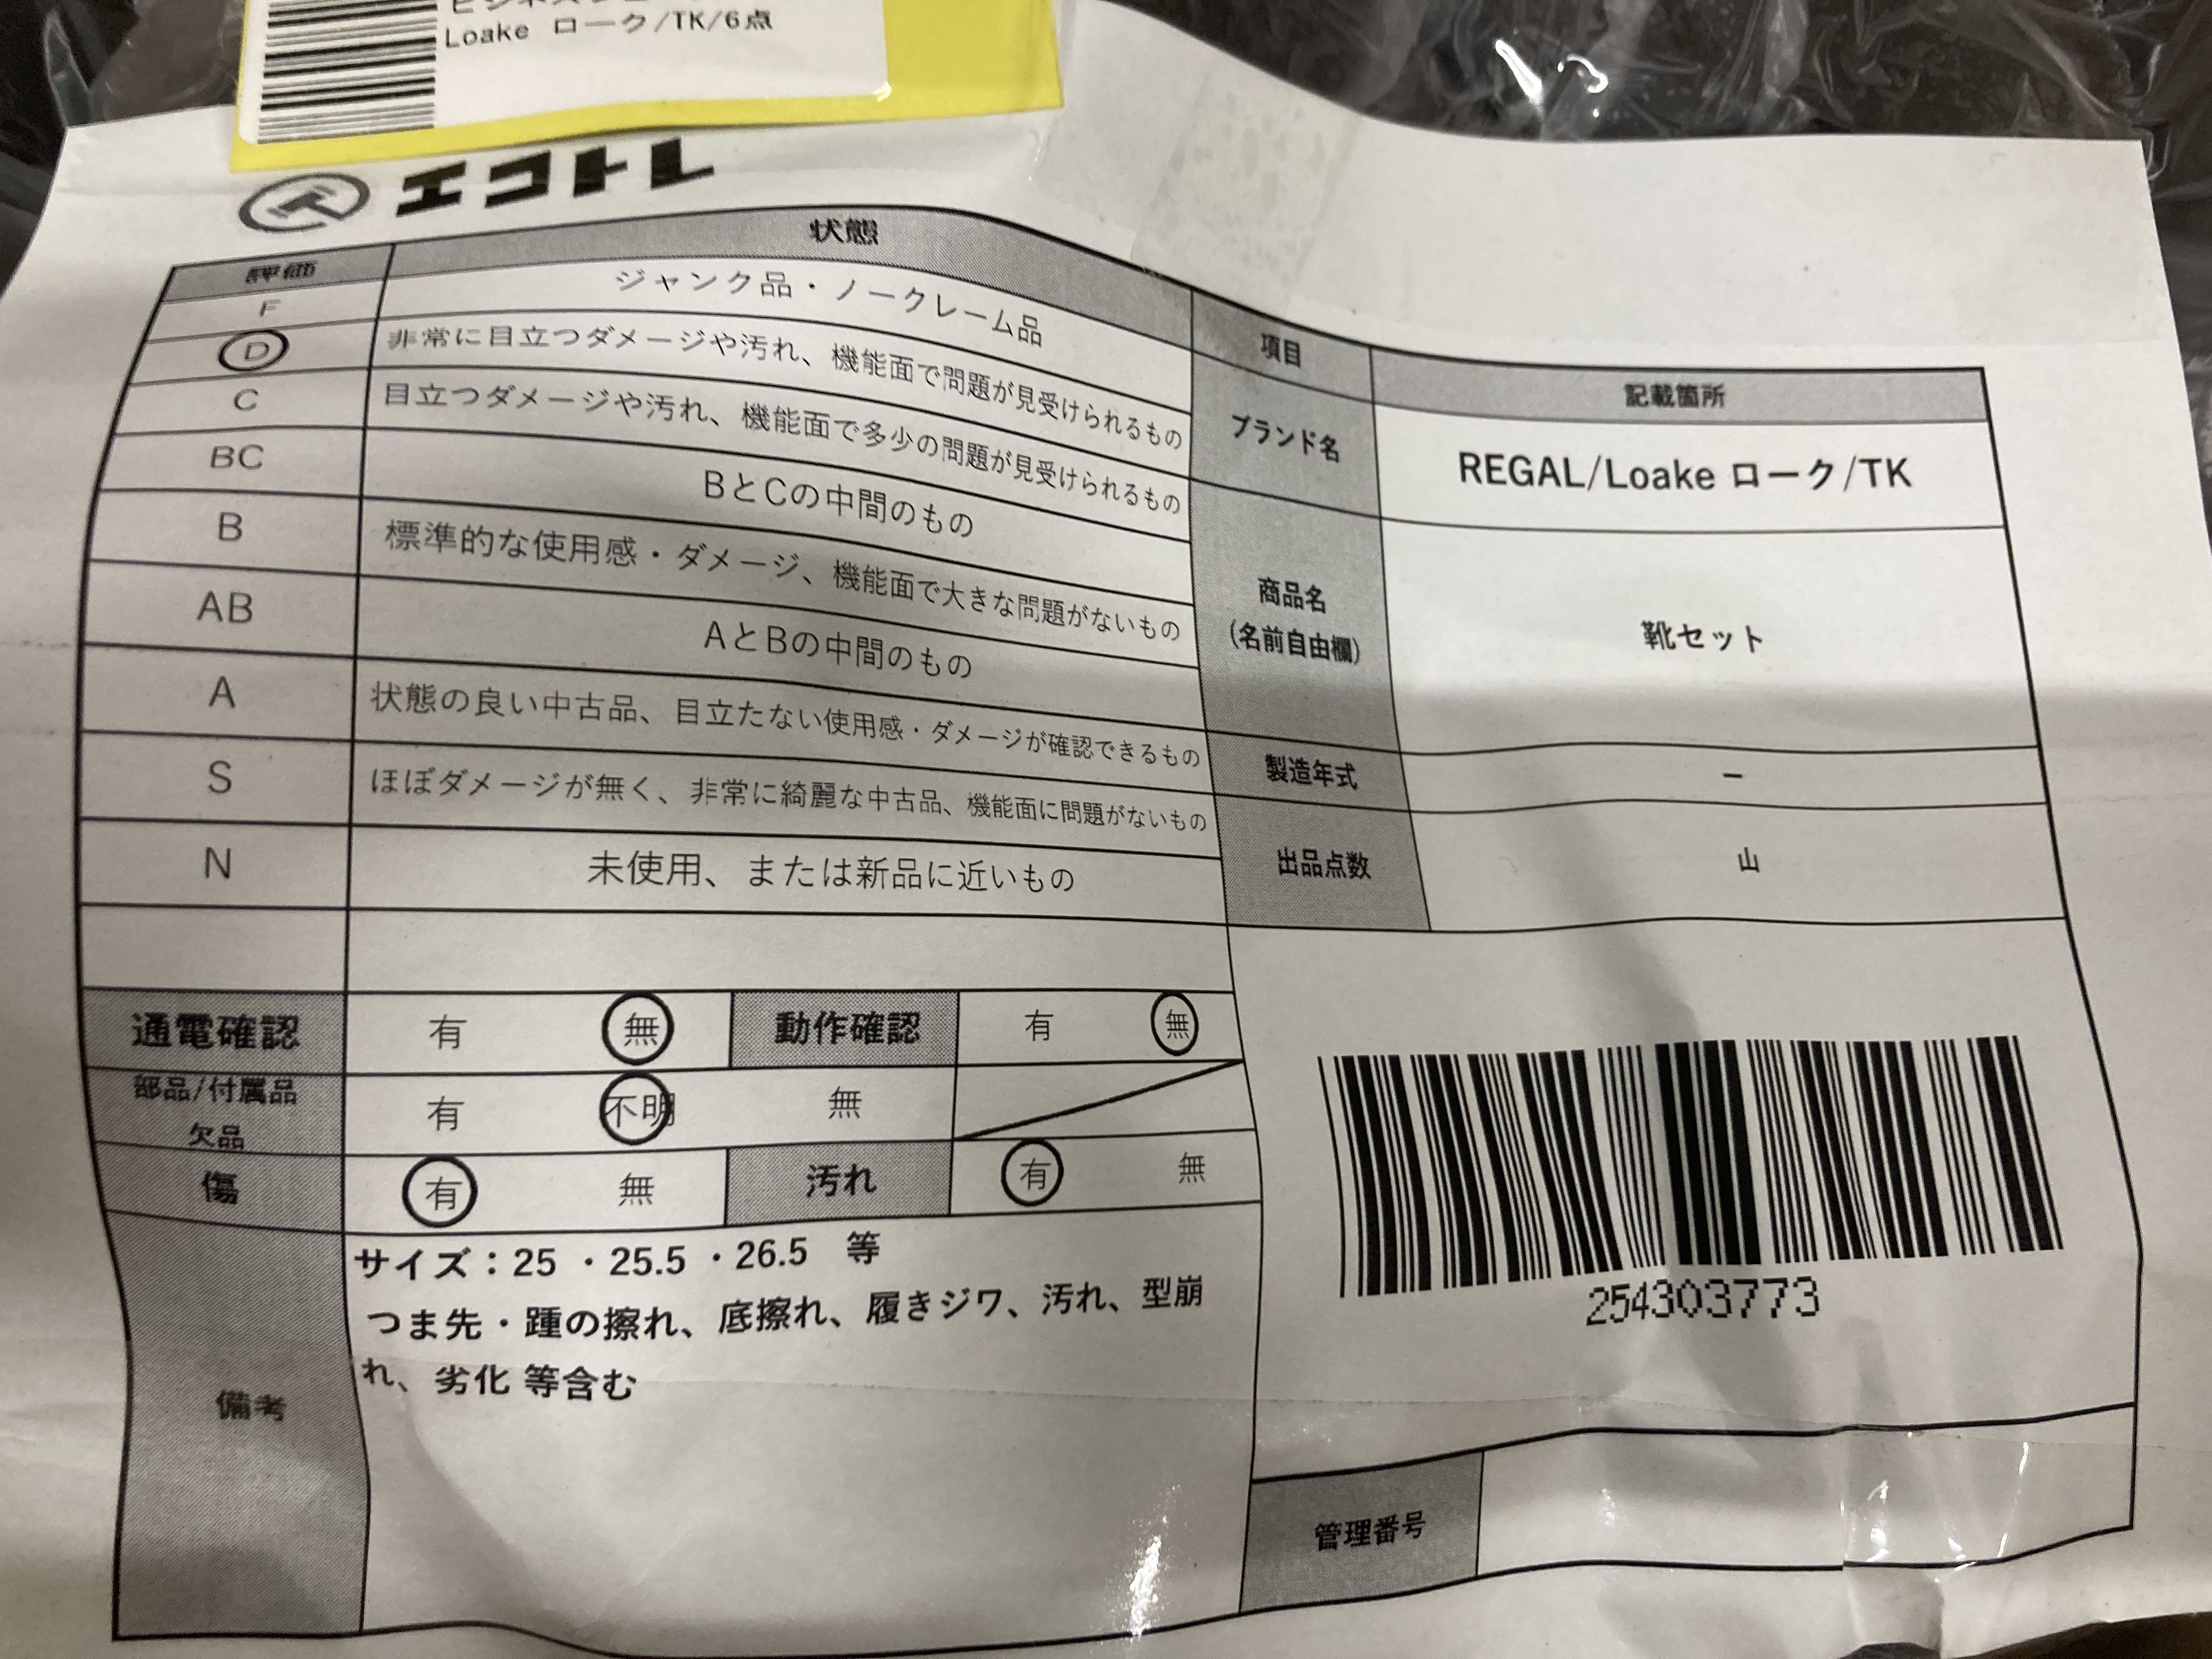 Loake ローク/TK/6点
エコトレ
評価 状態
F ジャンク品・ノークレーム品
D 非常に目立つダメージや汚れ、機能面で問題が見受けられるもの
C 目立つダメージや汚れ、機能面で多少の問題が見受けられるもの
BC BとCの中間のもの
B 標準的な使用感・ダメージ、機能面で大きな問題がないもの
AB AとBの中間のもの
A 状態の良い中古品、目立たない使用感・ダメージが確認できるもの
S ほぼダメージが無く、非常に綺麗な中古品、機能面に問題がないもの
N 未使用、または新品に近いもの
項目 記載箇所
ブランド名 REGAL/Loake ローク/TK
商品名
(名前自由欄)
靴セット
製造年式 ー
出品点数 山
通電確認 有 無 動作確認 有 無
部品/付属品
欠品
有 不明 無
傷 有 無 汚れ 有 無
備考
サイズ：25 ・25.5 ・26.5 等
つま先・踵の擦れ、底擦れ、履きジワ、汚れ、型崩
れ、劣化 等含む
254303773
管理番号